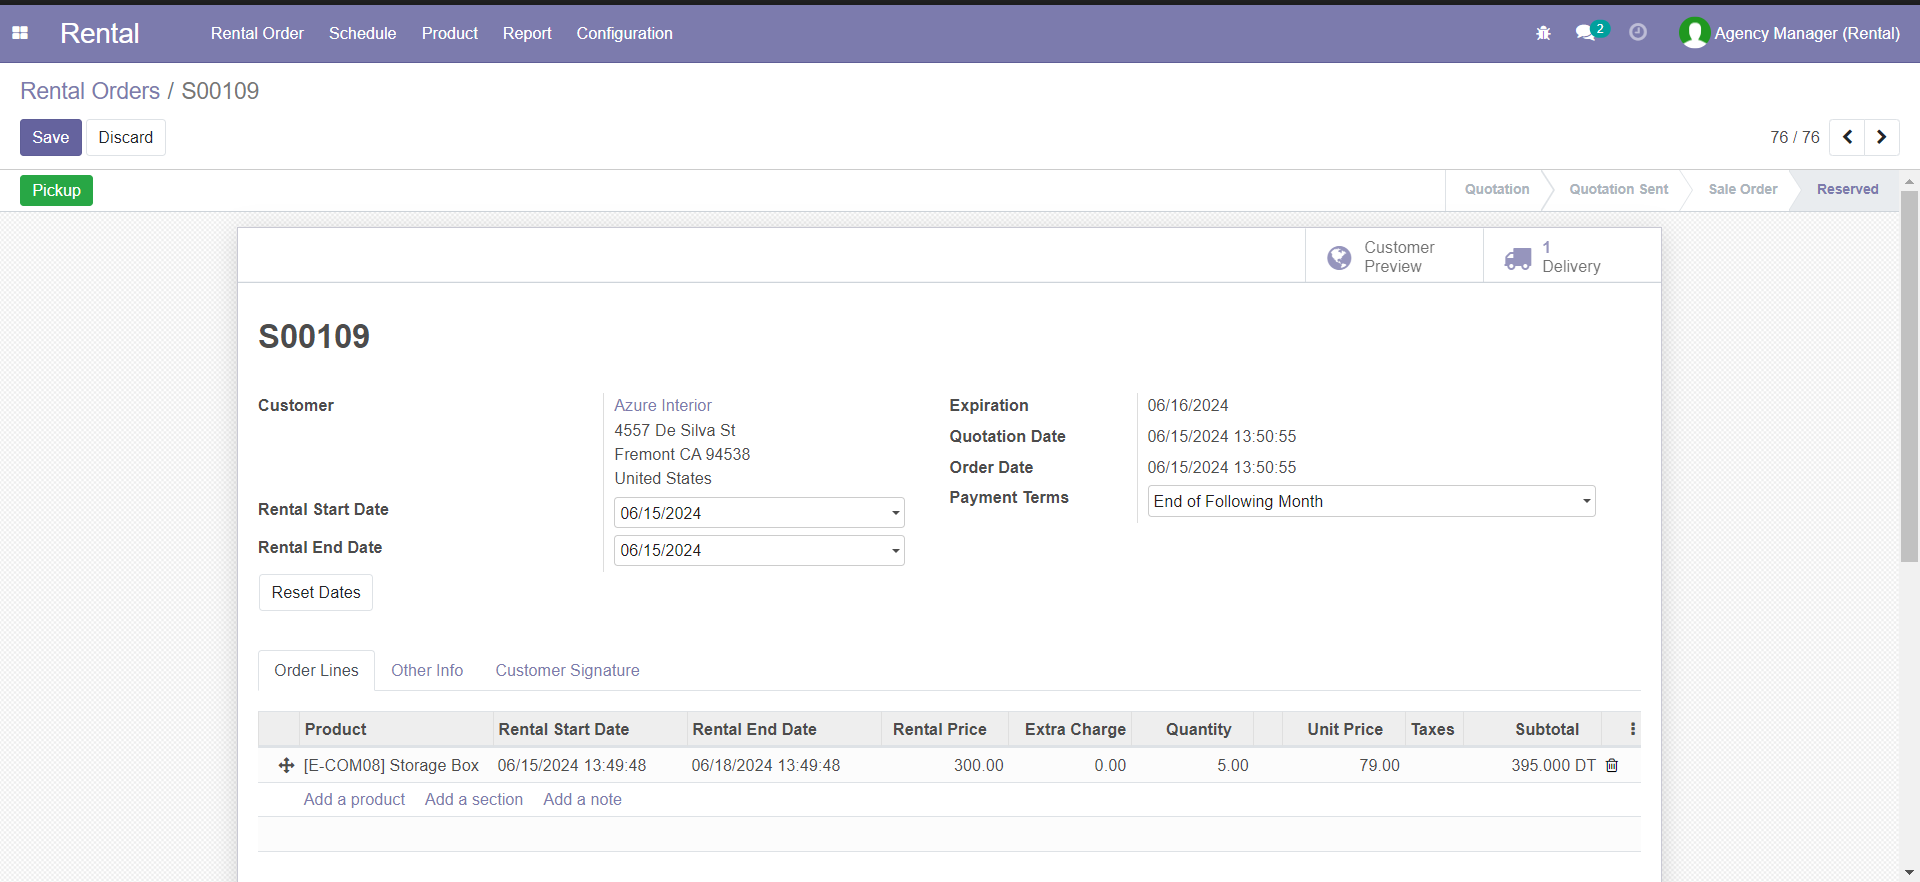 Rental Rental Order Schedule Product Report Configuration 2 Agency Manager (Rental)
Rental Orders / S00109
Save Discard 76 / 76
Pickup Quotation Quotation Sent Sale Order Reserved
Customer Preview 1 Delivery
S00109
Customer Azure Interior Expiration 06/16/2024
4557 De Silva St Quotation Date 06/15/2024 13:50:55
Fremont CA 94538 Order Date 06/15/2024 13:50:55
United States
Payment Terms End of Following Month
Rental Start Date 06/15/2024
Rental End Date 06/15/2024
Reset Dates
Order Lines Other Info Customer Signature
Product Rental Start Date Rental End Date Rental Price Extra Charge Quantity Unit Price Taxes Subtotal
[E-COM08] Storage Box 06/15/2024 13:49:48 06/18/2024 13:49:48 300.00 0.00 5.00 79.00 395.000 DT
Add a product Add a section Add a note